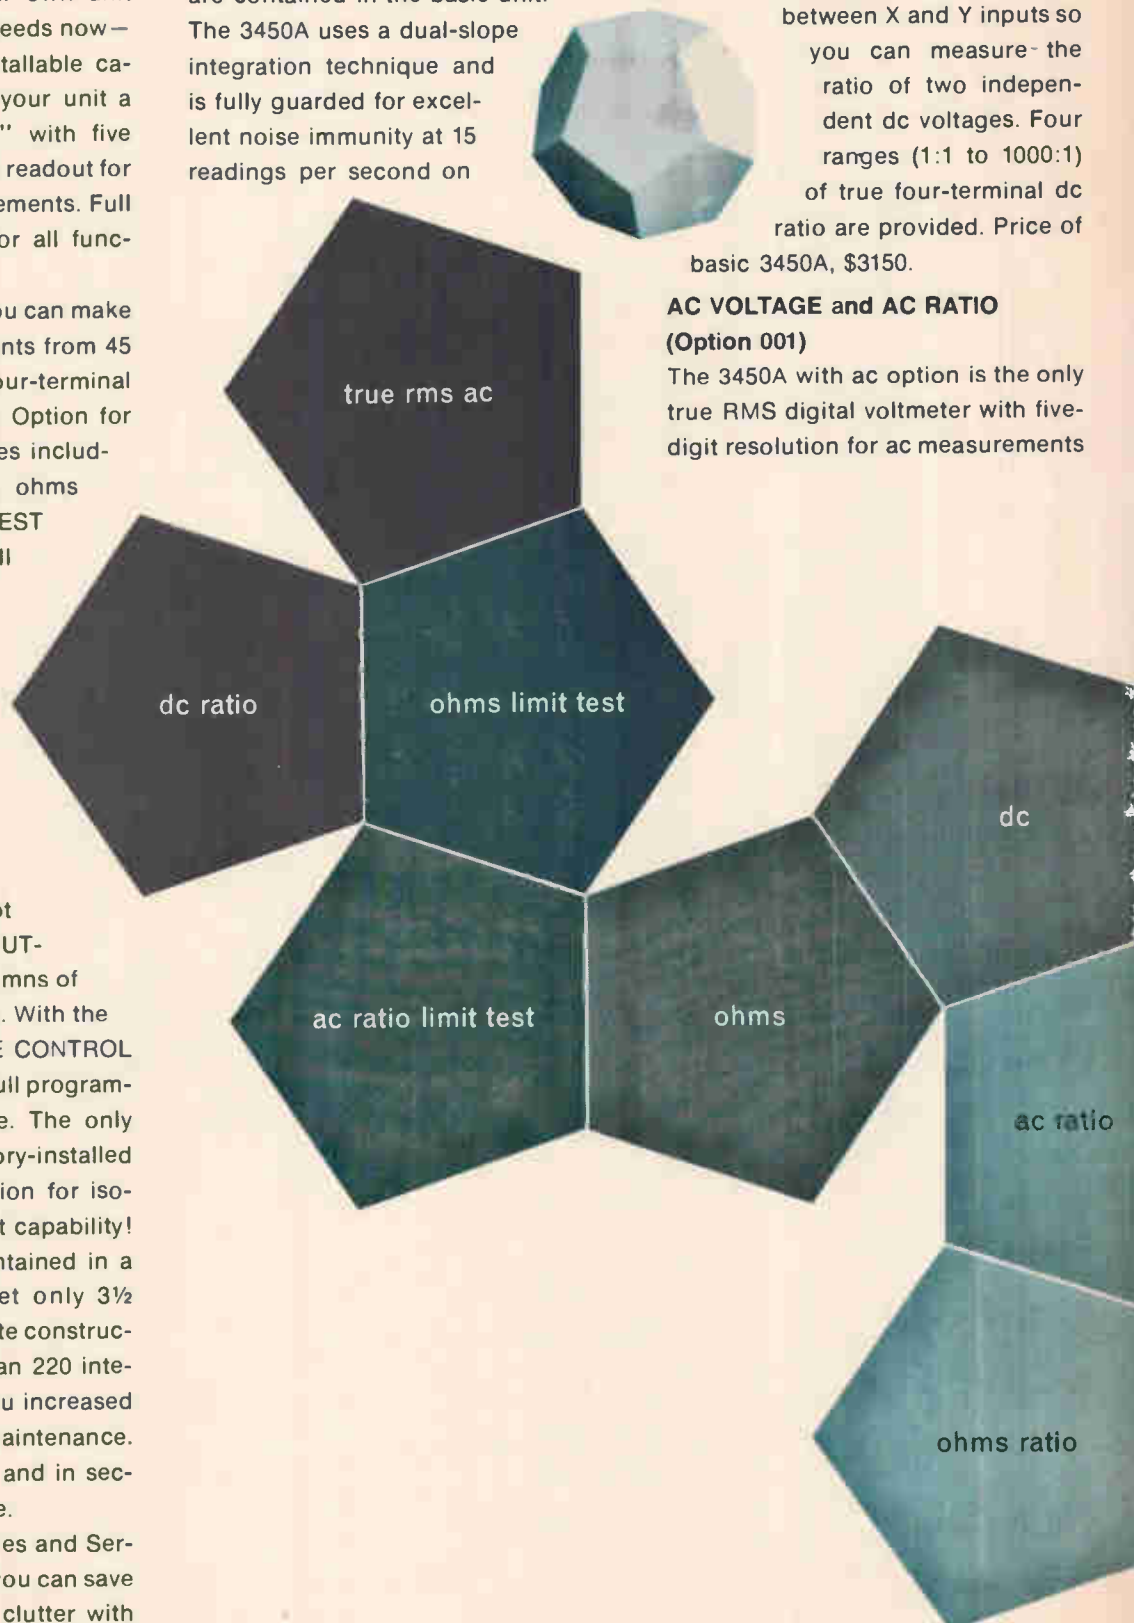 eeds now—
tallable ca-
your unit a
" with five
readout for
ements. Full
or all func-
ou can make
nts from 45
our-terminal
Option for
es includ-
ohms
EST
ll
ot
UT-
mns of
. With the
E CONTROL
ull program-
e. The only
ory-installed
ion for iso-
t capability!
ntained in a
et only 3½
te construc-
an 220 inte-
u increased
aintenance.
and in sec-
e.
es and Ser-
ou can save
clutter with
are contained in the basic unit.
The 3450A uses a dual-slope
integration technique and
is fully guarded for excel-
lent noise immunity at 15
readings per second on
between X and Y inputs so
you can measure the
ratio of two indepen-
dent dc voltages. Four
ranges (1:1 to 1000:1)
of true four-terminal dc
ratio are provided. Price of
basic 3450A, $3150.
AC VOLTAGE and AC RATIO
(Option 001)
The 3450A with ac option is the only
true RMS digital voltmeter with five-
digit resolution for ac measurements
true rms ac
dc ratio
ohms limit test
dc
ac ratio limit test
ohms
ac ratio
ohms ratio